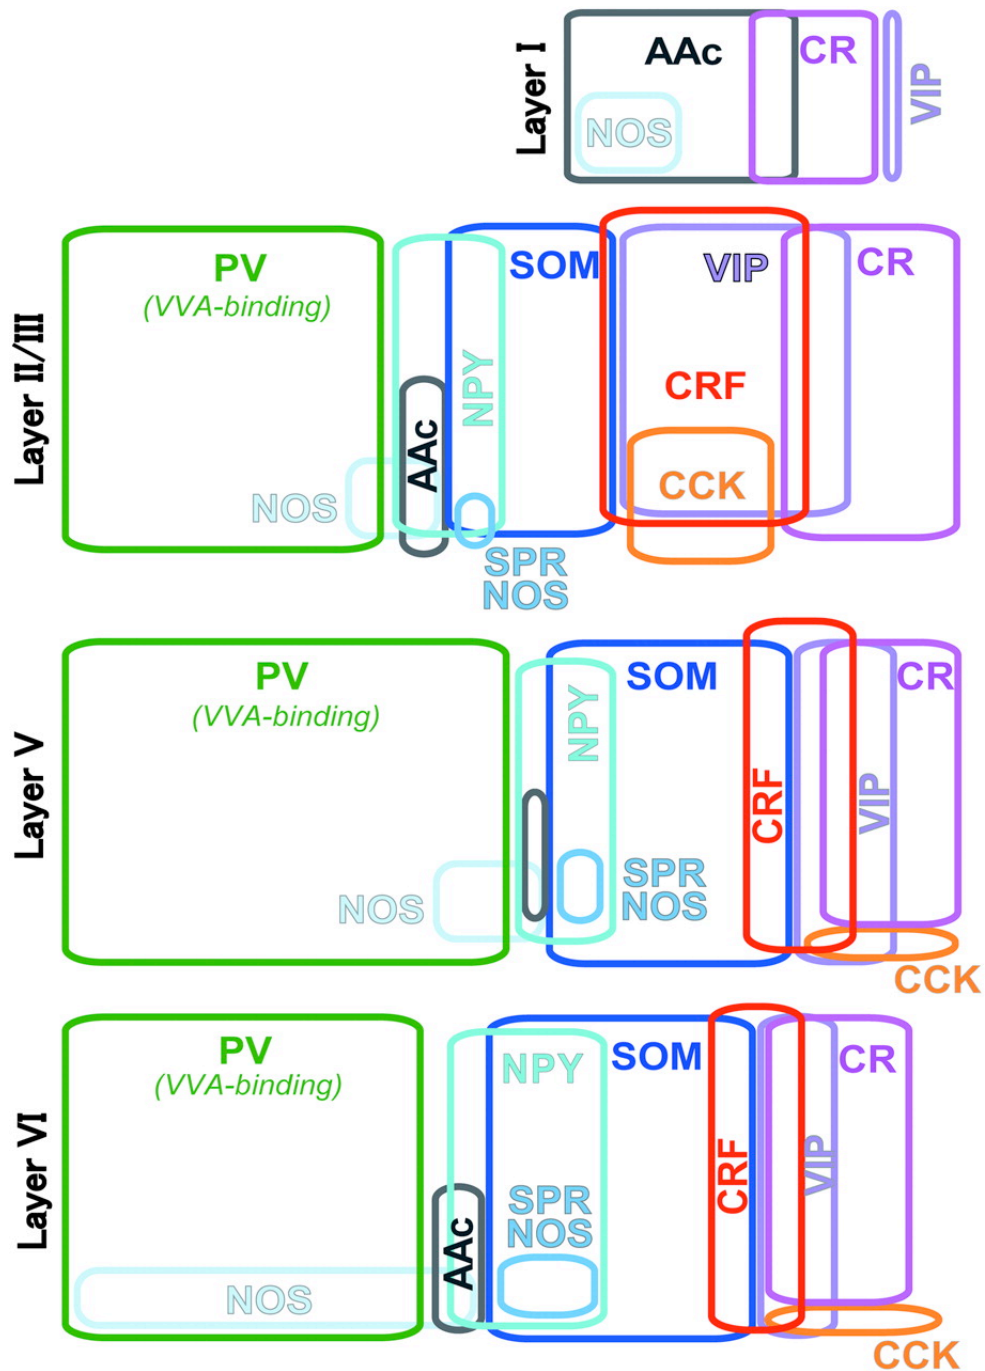 Layer I
AAc
CR
NOS
VIP
Layer II/III
PV
(VVA-binding)
SOM
VIP
CR
NPY
CRF
AAc
CCK
NOS
SPR
NOS
Layer V
PV
(VVA-binding)
SOM
CR
NPY
CRF
VIP
NOS
SPR
NOS
CCK
Layer VI
PV
(VVA-binding)
NPY
SOM
CR
CRF
VIP
SPR
NOS
AAc
NOS
CCK